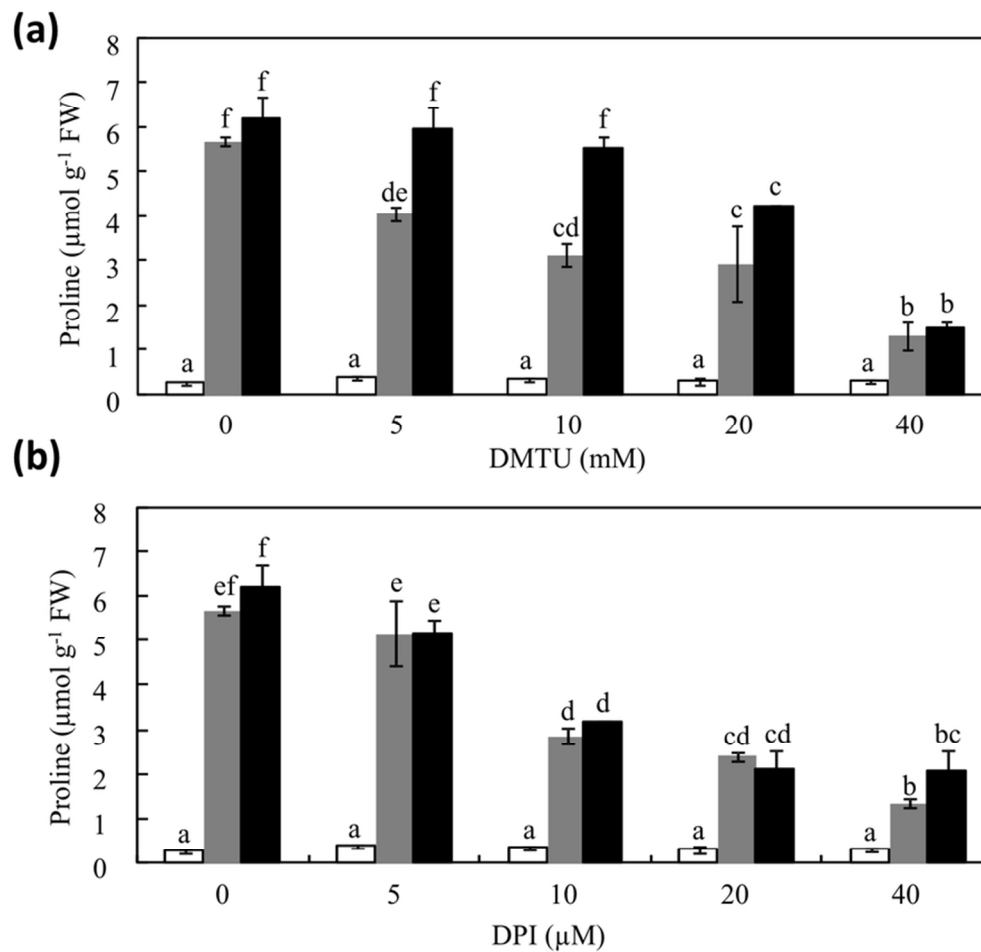 (a)
8
7
6
5
4
3
2
1
0
Proline (µmol g⁻¹ FW)
a f f
a de f
a cd f
a c c
a b b
0 5 10 20 40
DMTU (mM)
(b)
8
7
6
5
4
3
2
1
0
Proline (µmol g⁻¹ FW)
a ef f
a e e
a d d
a cd cd
a b bc
0 5 10 20 40
DPI (µM)